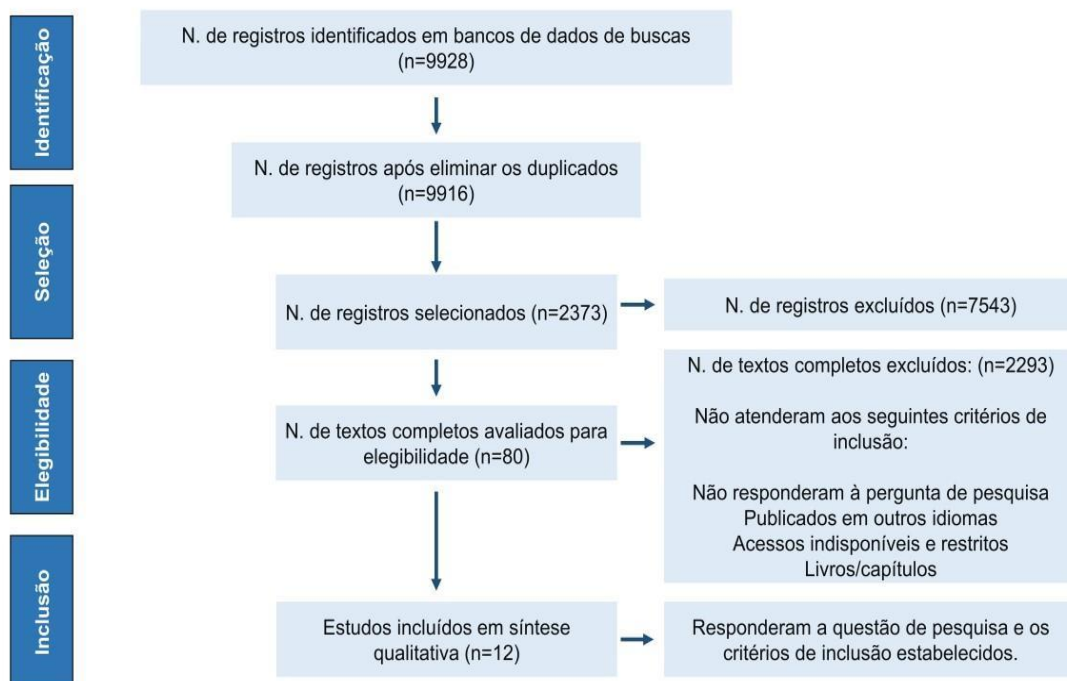 Identificação
N. de registros identificados em bancos de dados de buscas
(n=9928)
N. de registros após eliminar os duplicados
(n=9916)
Seleção
N. de registros selecionados (n=2373)
N. de registros excluídos (n=7543)
Elegibilidade
N. de textos completos avaliados para
elegibilidade (n=80)
N. de textos completos excluídos: (n=2293)
Não atenderam aos seguintes critérios de
inclusão:
Não responderam à pergunta de pesquisa
Publicados em outros idiomas
Acessos indisponíveis e restritos
Livros/capítulos
Inclusão
Estudos incluídos em síntese
qualitativa (n=12)
Responderam a questão de pesquisa e os
critérios de inclusão estabelecidos.